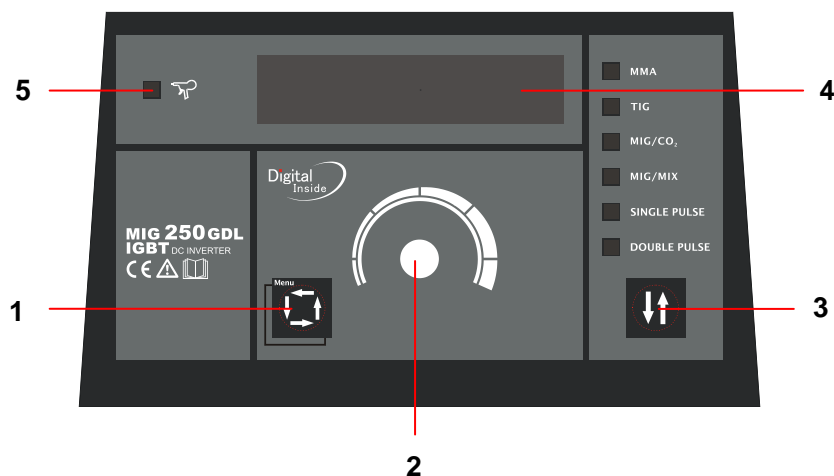 5
4
MMA
TIG
MIG/CO₂
MIG/MIX
SINGLE PULSE
DOUBLE PULSE
Digital
Inside
MIG 250 GDL
IGBT DC INVERTER
CE
Menu
1
3
2